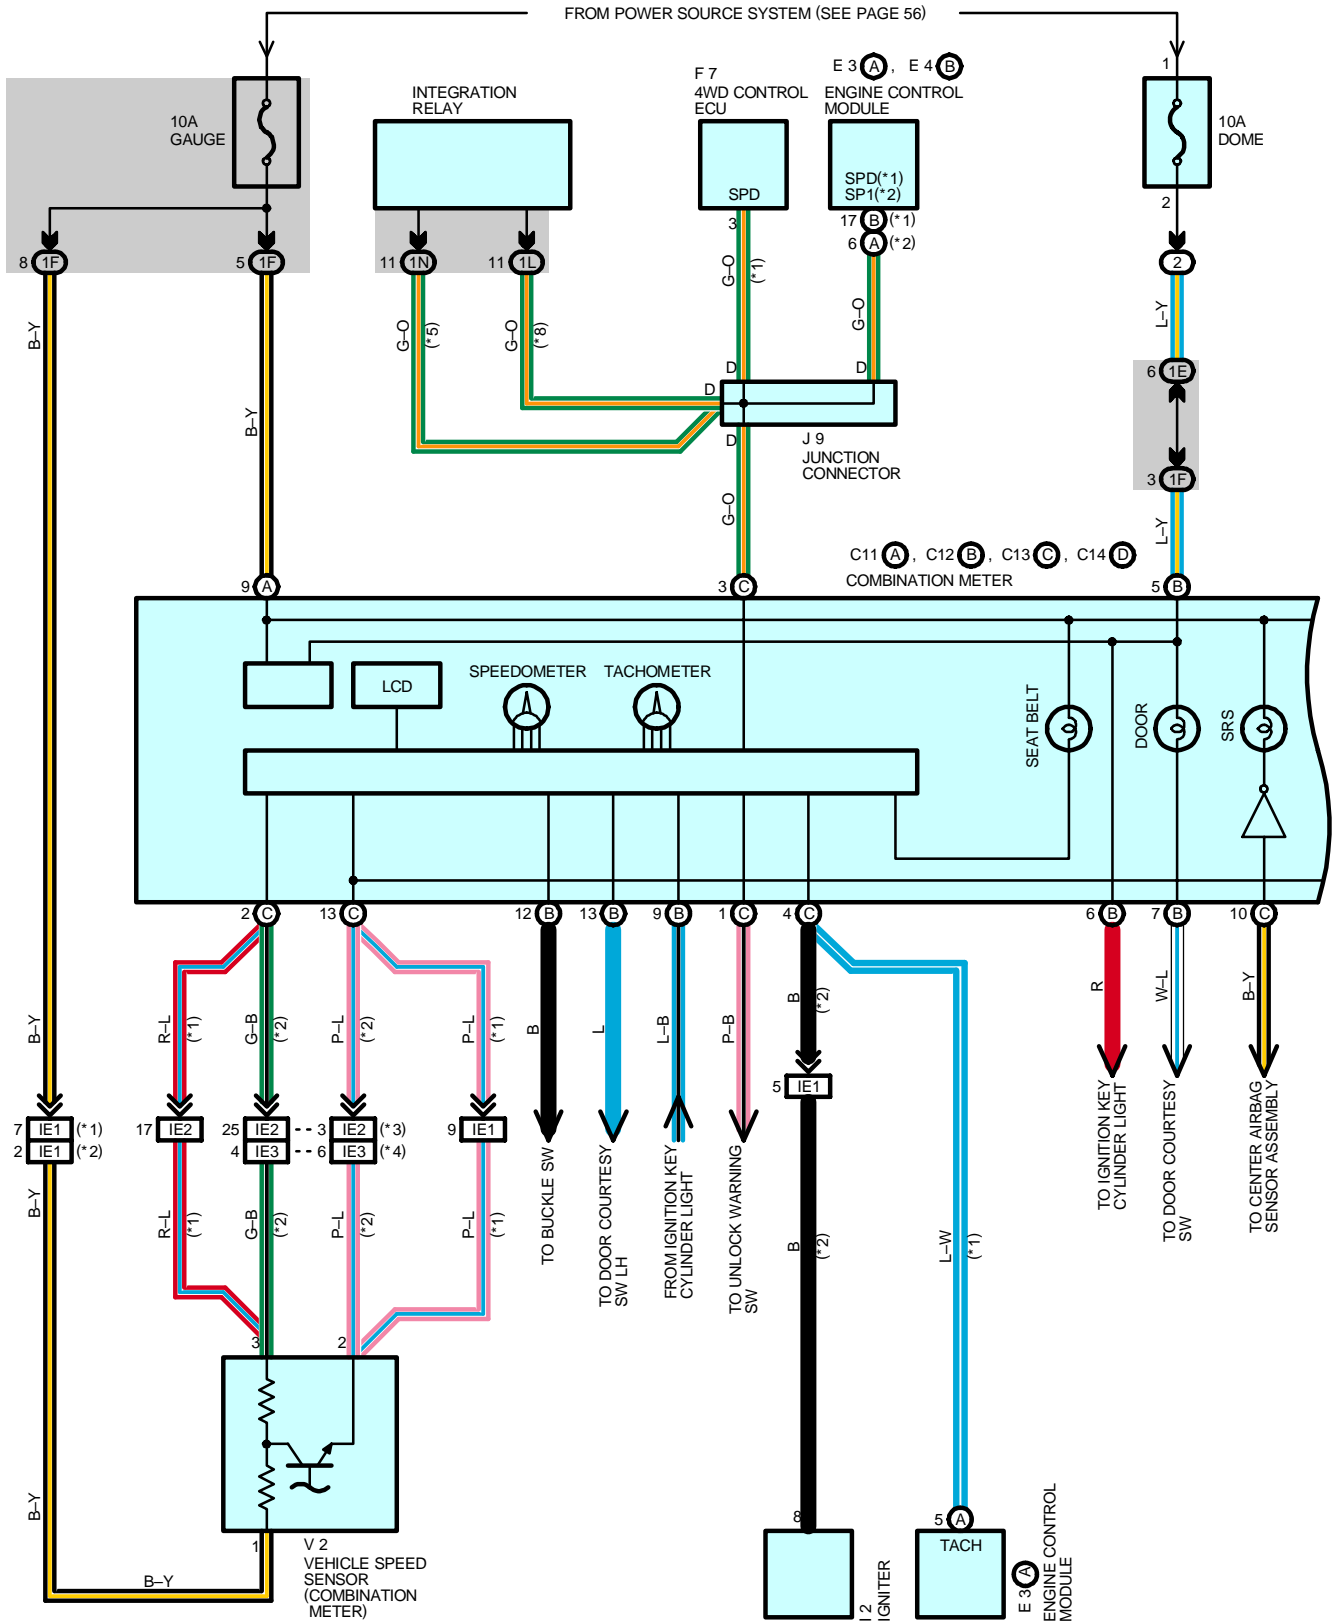 FROM POWER SOURCE SYSTEM (SEE PAGE 56)
10A
GAUGE
INTEGRATION
RELAY
F 7
4WD CONTROL
ECU
SPD
E 3 A , E 4 B
ENGINE CONTROL
MODULE
SPD(*1)
SP1(*2)
1
10A
DOME
2
3
17 B (*1)
6 A (*2)
8 1F
5 1F
11 1N
11 1L
2
B–Y
B–Y
G–O
(*5)
G–O
(*8)
G–O
(*1)
G–O
L–Y
6 1E
3 1F
L–Y
D
D
D
D
J 9
JUNCTION
CONNECTOR
G–O
C11 A , C12 B , C13 C , C14 D
COMBINATION METER
9 A
3 C
5 B
LCD
SPEEDOMETER
TACHOMETER
SEAT BELT
DOOR
SRS
2 C
13 C
12 B
13 B
9 B
1 C
4 C
6 B
7 B
10 C
B–Y
R–L
(*1)
G–B
(*2)
P–L
(*2)
P–L
(*1)
B
L
L–B
P–B
B
(*2)
R
W–L
B–Y
5 IE1
7 IE1 (*1)
2 IE1 (*2)
17 IE2
25 IE2 -- 3 IE2 (*3)
4 IE3 -- 6 IE3 (*4)
9 IE1
B–Y
R–L
(*1)
G–B
(*2)
P–L
(*2)
P–L
(*1)
TO BUCKLE SW
TO DOOR COURTESY
SW LH
FROM IGNITION KEY
CYLINDER LIGHT
TO UNLOCK WARNING
SW
B
(*2)
L–W
(*1)
TO IGNITION KEY
CYLINDER LIGHT
TO DOOR COURTESY
SW
TO CENTER AIRBAG
SENSOR ASSEMBLY
3
2
B–Y
1
B–Y
V 2
VEHICLE SPEED
SENSOR
(COMBINATION
METER)
8
I 2
IGNITER
5 A
TACH
E 3 A
ENGINE CONTROL
MODULE